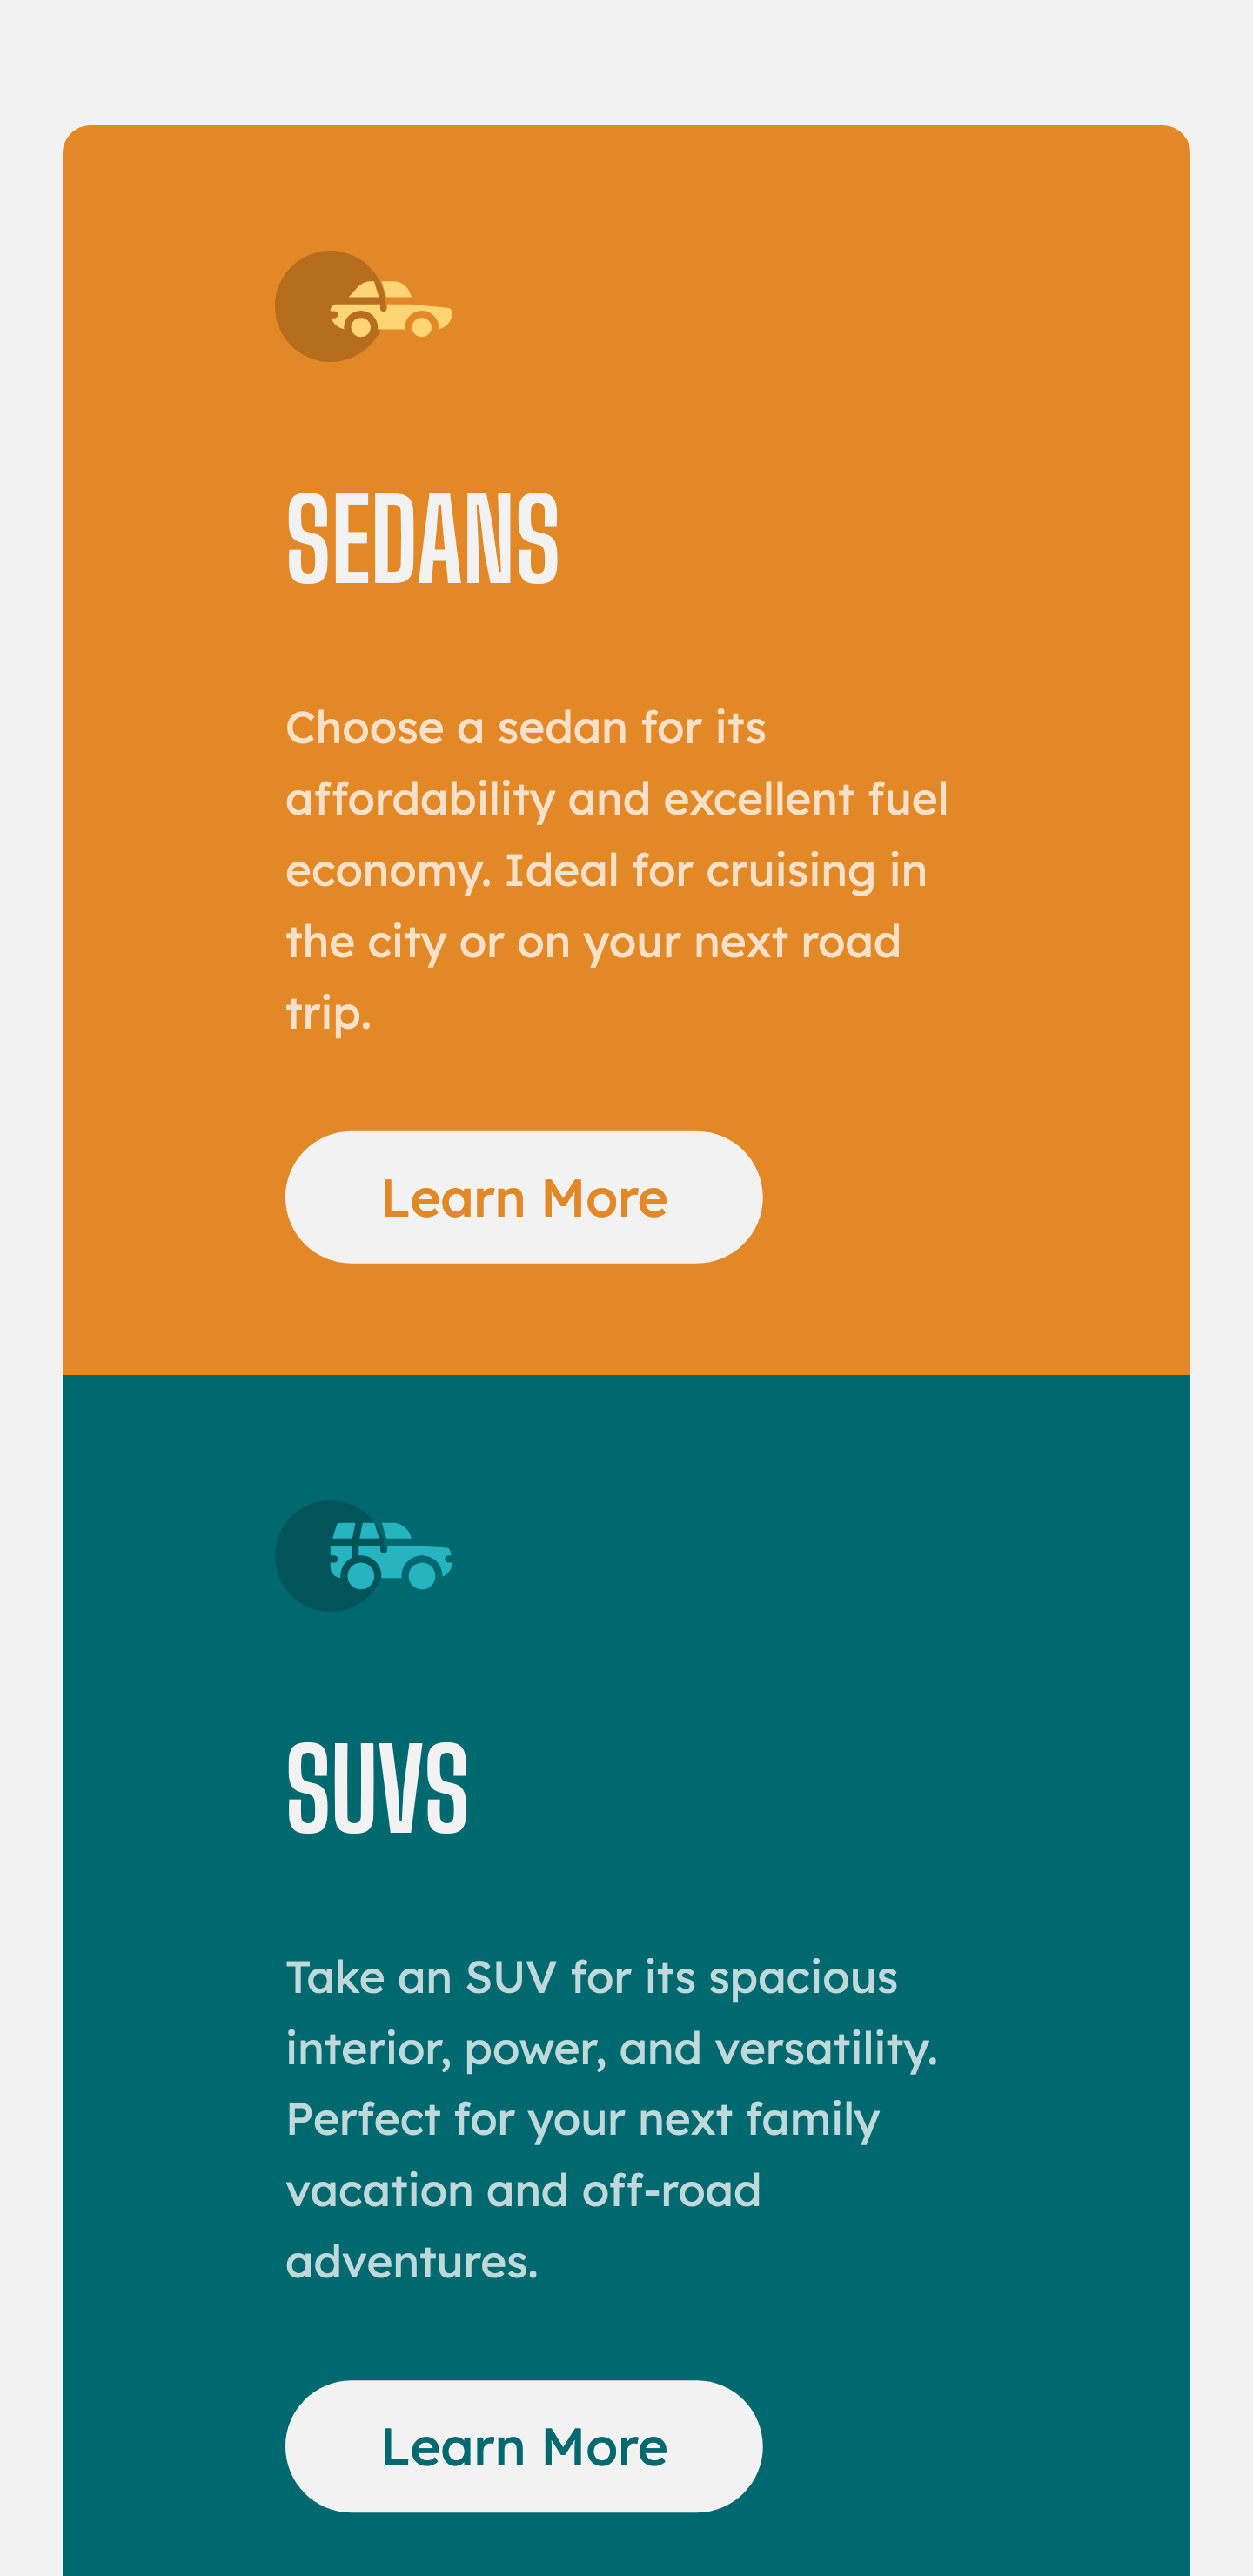 SEDANS
Choose a sedan for its
affordability and excellent fuel
economy. Ideal for cruising in
the city or on your next road
trip.
Learn More
SUVS
Take an SUV for its spacious
interior, power, and versatility.
Perfect for your next family
vacation and off-road
adventures.
Learn More